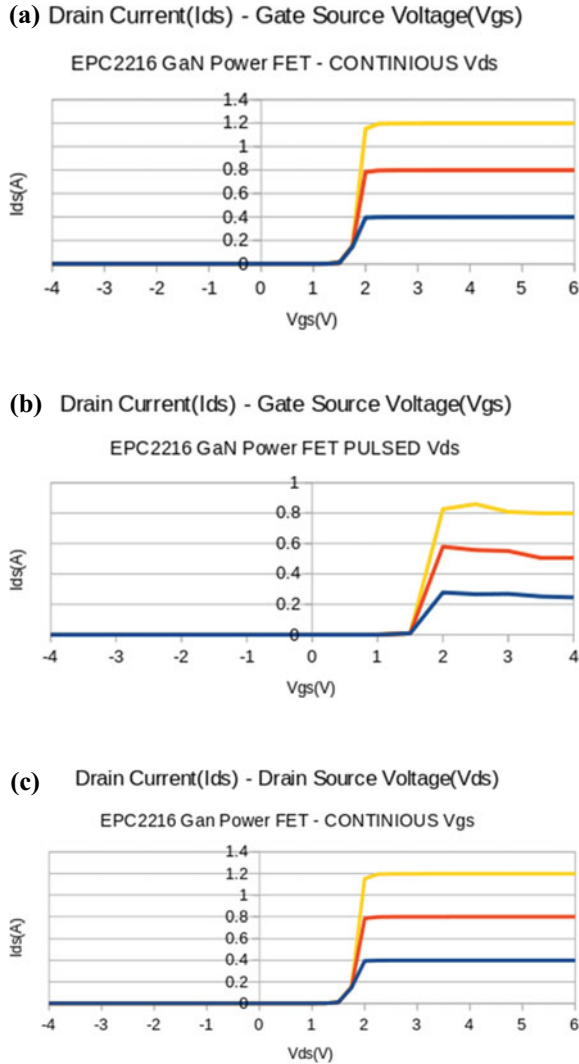 (a) Drain Current(Ids) - Gate Source Voltage(Vgs)
EPC2216 GaN Power FET - CONTINIOUS Vds
1.4
1.2
1
0.8
0.6
0.4
0.2
0
Ids(A)
-4 -3 -2 -1 0 1 2 3 4 5 6
Vgs(V)
(b) Drain Current(Ids) - Gate Source Voltage(Vgs)
EPC2216 GaN Power FET PULSED Vds
1
0.8
0.6
0.4
0.2
0
Ids(A)
-4 -3 -2 -1 0 1 2 3 4
Vgs(V)
(c) Drain Current(Ids) - Drain Source Voltage(Vds)
EPC2216 Gan Power FET - CONTINIOUS Vgs
1.4
1.2
1
0.8
0.6
0.4
0.2
0
Ids(A)
-4 -3 -2 -1 0 1 2 3 4 5 6
Vds(V)